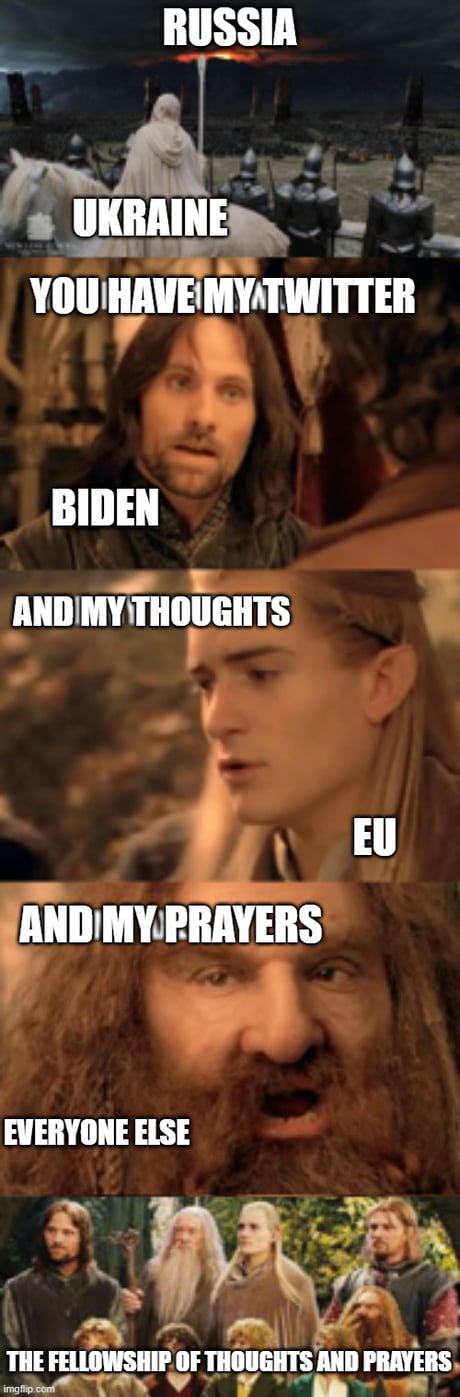 RUSSIA
UKRAINE
YOU HAVE MY TWITTER
BIDEN
AND MY THOUGHTS
EU
AND MY PRAYERS
EVERYONE ELSE
THE FELLOWSHIP OF THOUGHTS AND PRAYERS
imgflip.com